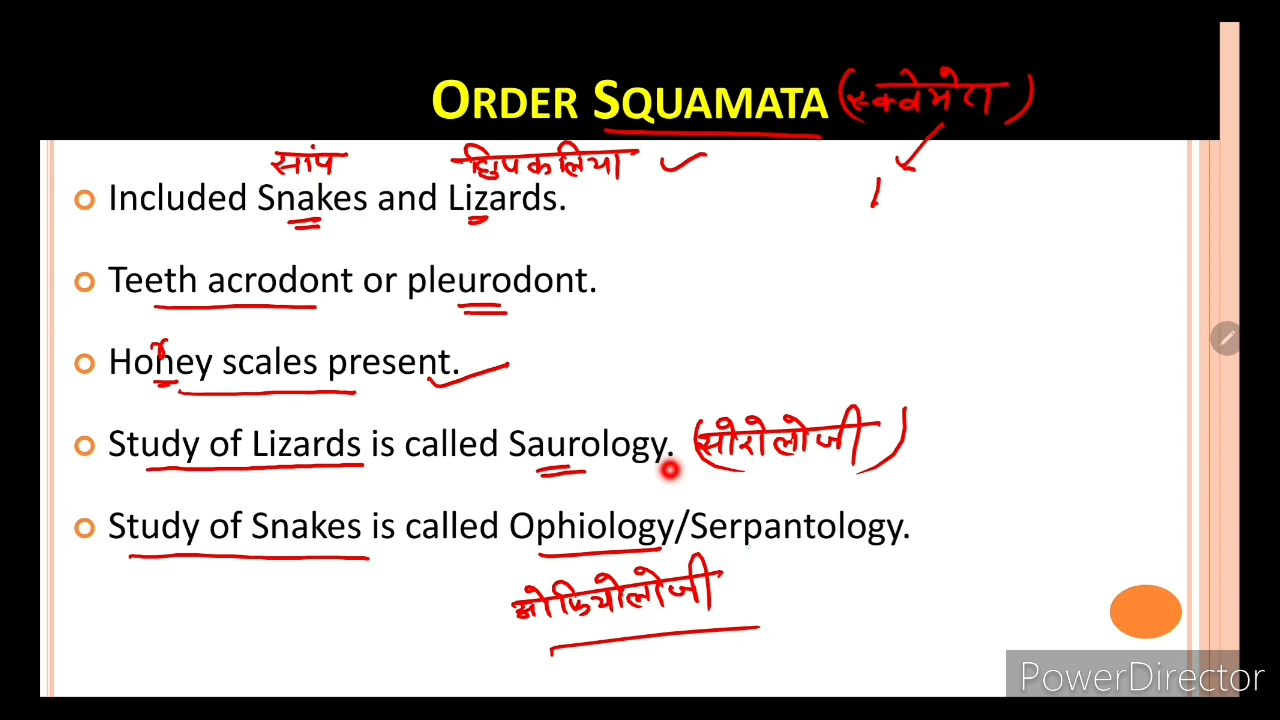 ORDER SQUAMATA (स्क्वेमेटा)
सांप छिपकलिया
Included Snakes and Lizards.
Teeth acrodont or pleurodont.
r
Honey scales present.
Study of Lizards is called Saurology. (सोरोलोजी)
Study of Snakes is called Ophiology/Serpantology.
ओफियोलोजी
PowerDirector